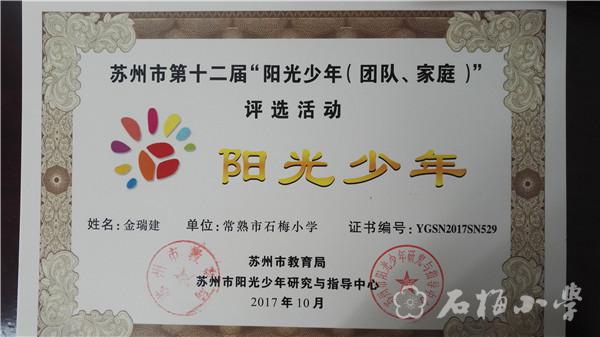 苏州市第十二届“阳光少年（团队、家庭）”
评选活动
阳光少年
姓名：金瑞建 单位：常熟市石梅小学 证书编号：YGSN2017SN529
苏州市教育局
苏州市阳光少年研究与指导中心
2017年10月
石梅小学